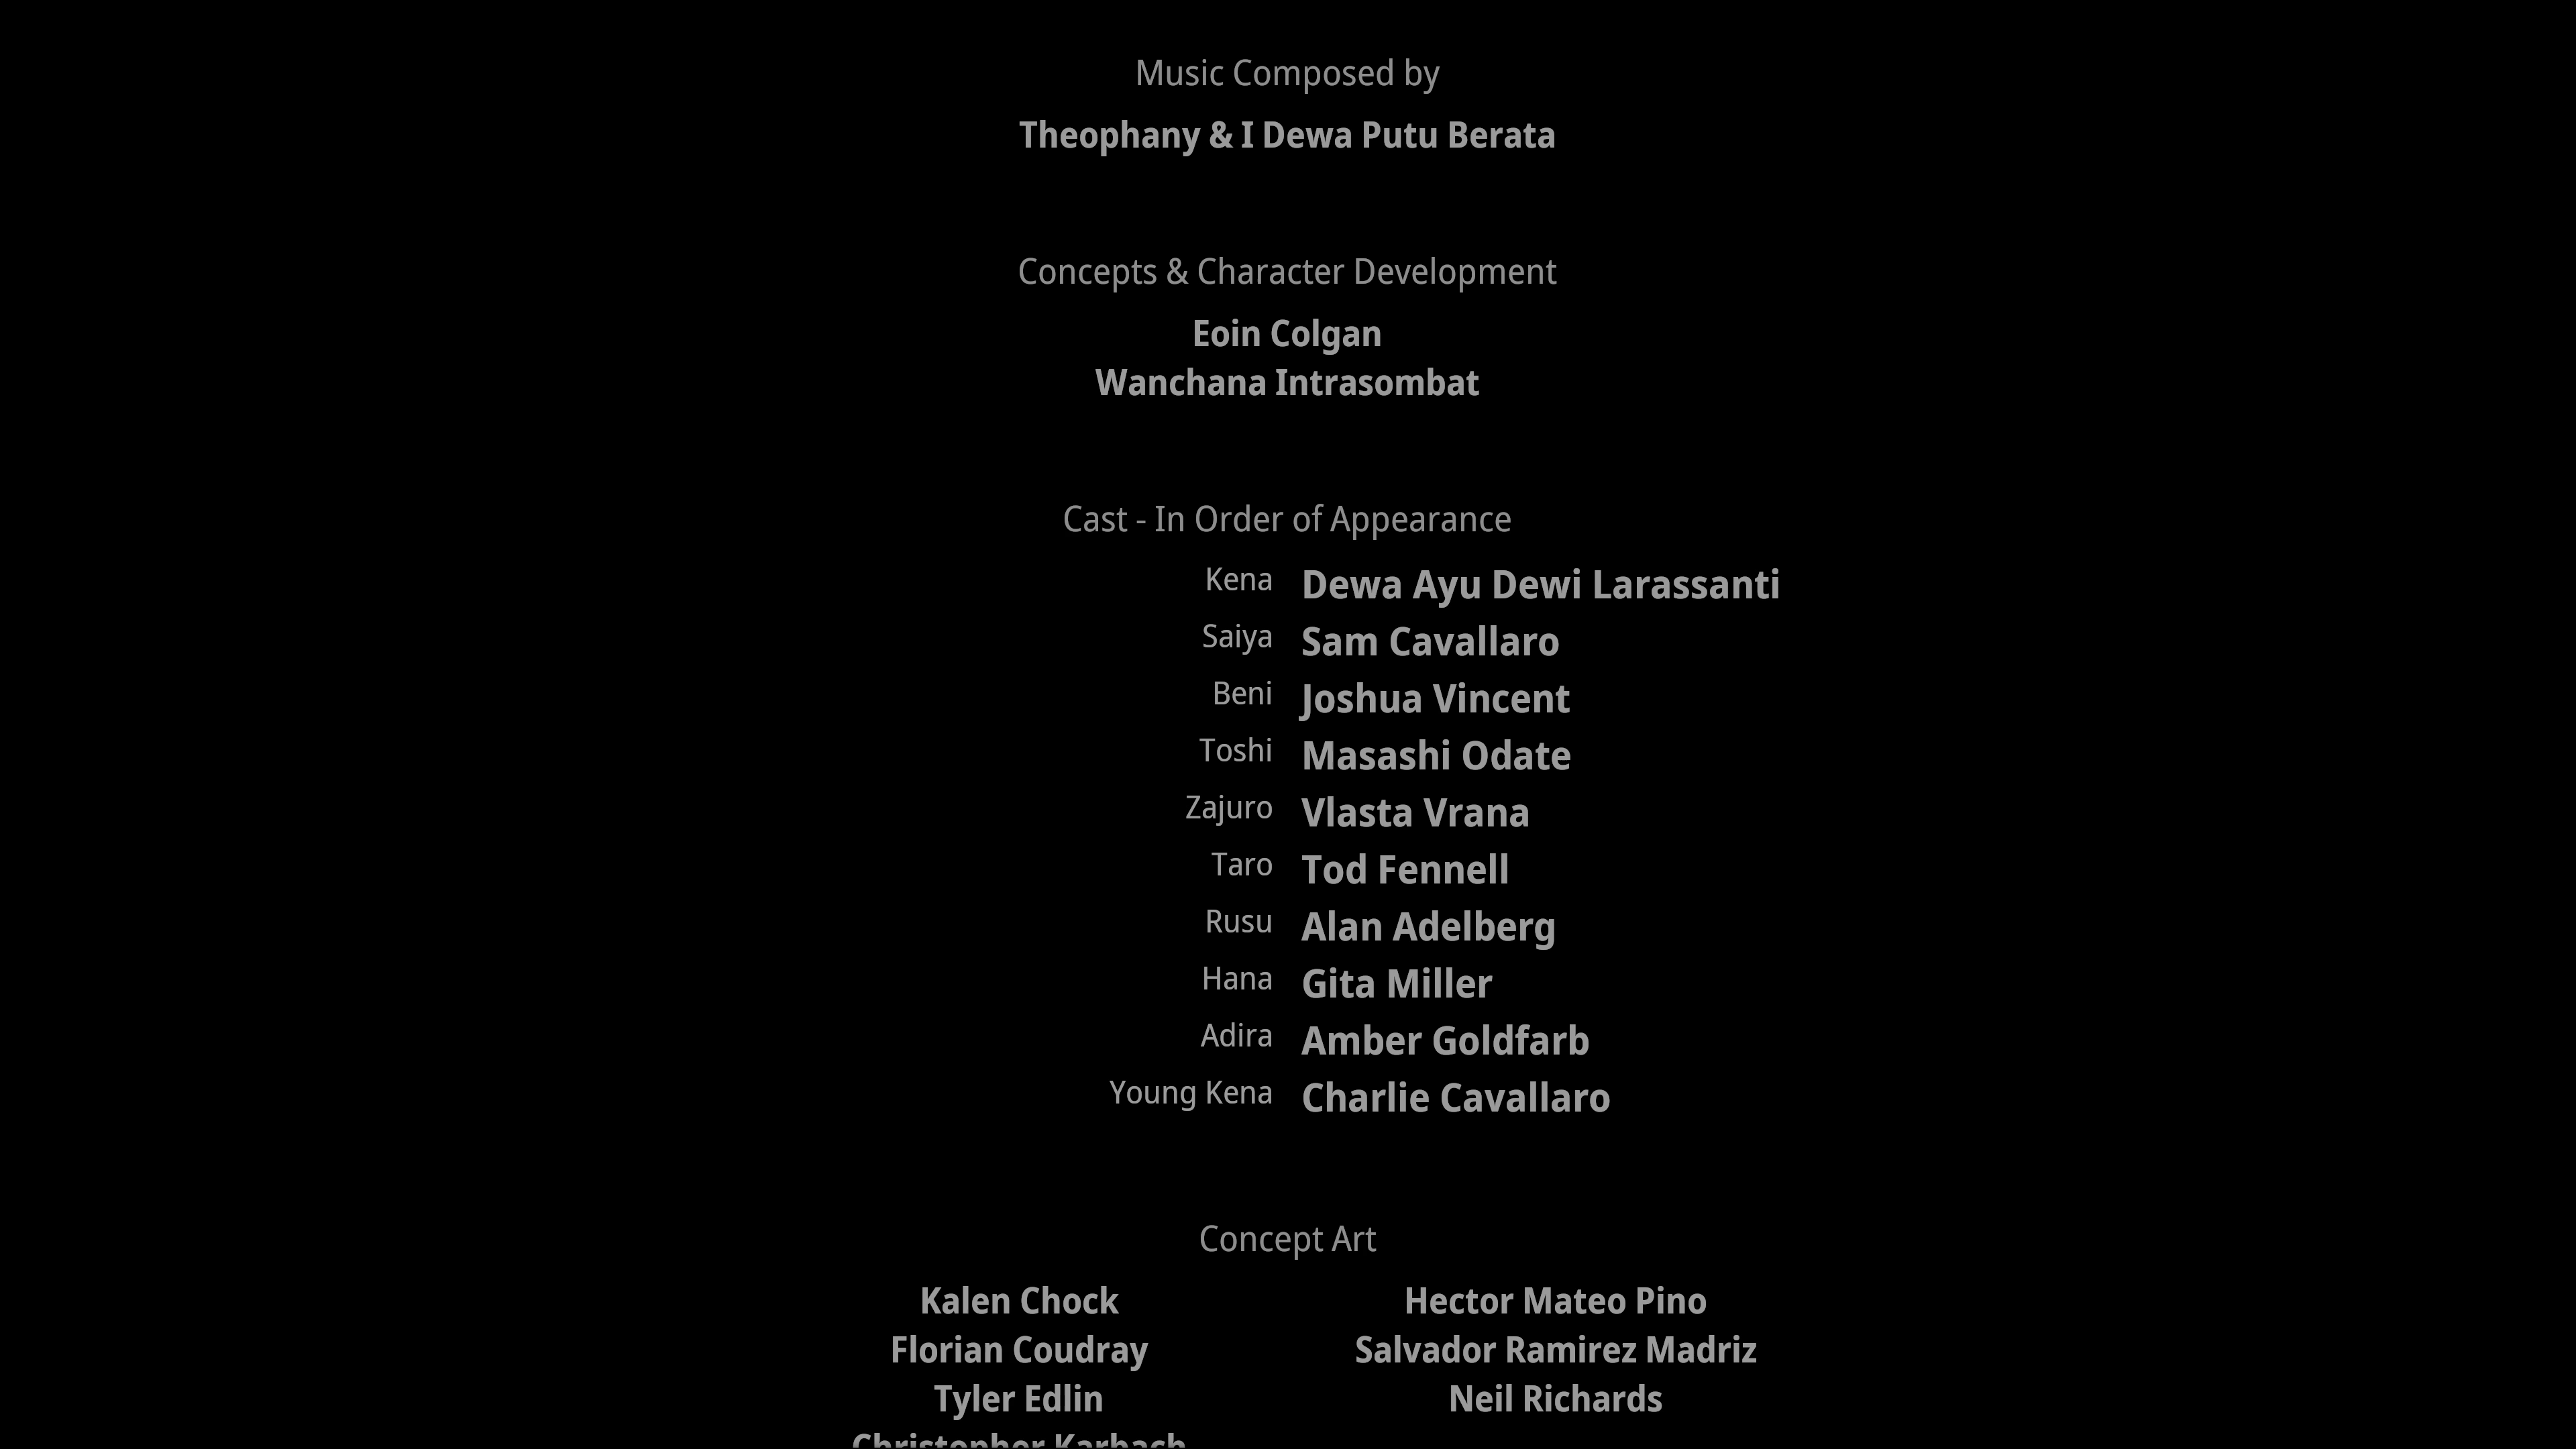 Music Composed by
Theophany & I Dewa Putu Berata
Concepts & Character Development
Eoin Colgan
Wanchana Intrasombat
Cast - In Order of Appearance
Kena Dewa Ayu Dewi Larassanti
Saiya Sam Cavallaro
Beni Joshua Vincent
Toshi Masashi Odate
Zajuro Vlasta Vrana
Taro Tod Fennell
Rusu Alan Adelberg
Hana Gita Miller
Adira Amber Goldfarb
Young Kena Charlie Cavallaro
Concept Art
Kalen Chock Hector Mateo Pino
Florian Coudray Salvador Ramirez Madriz
Tyler Edlin Neil Richards
Christopher Karbach